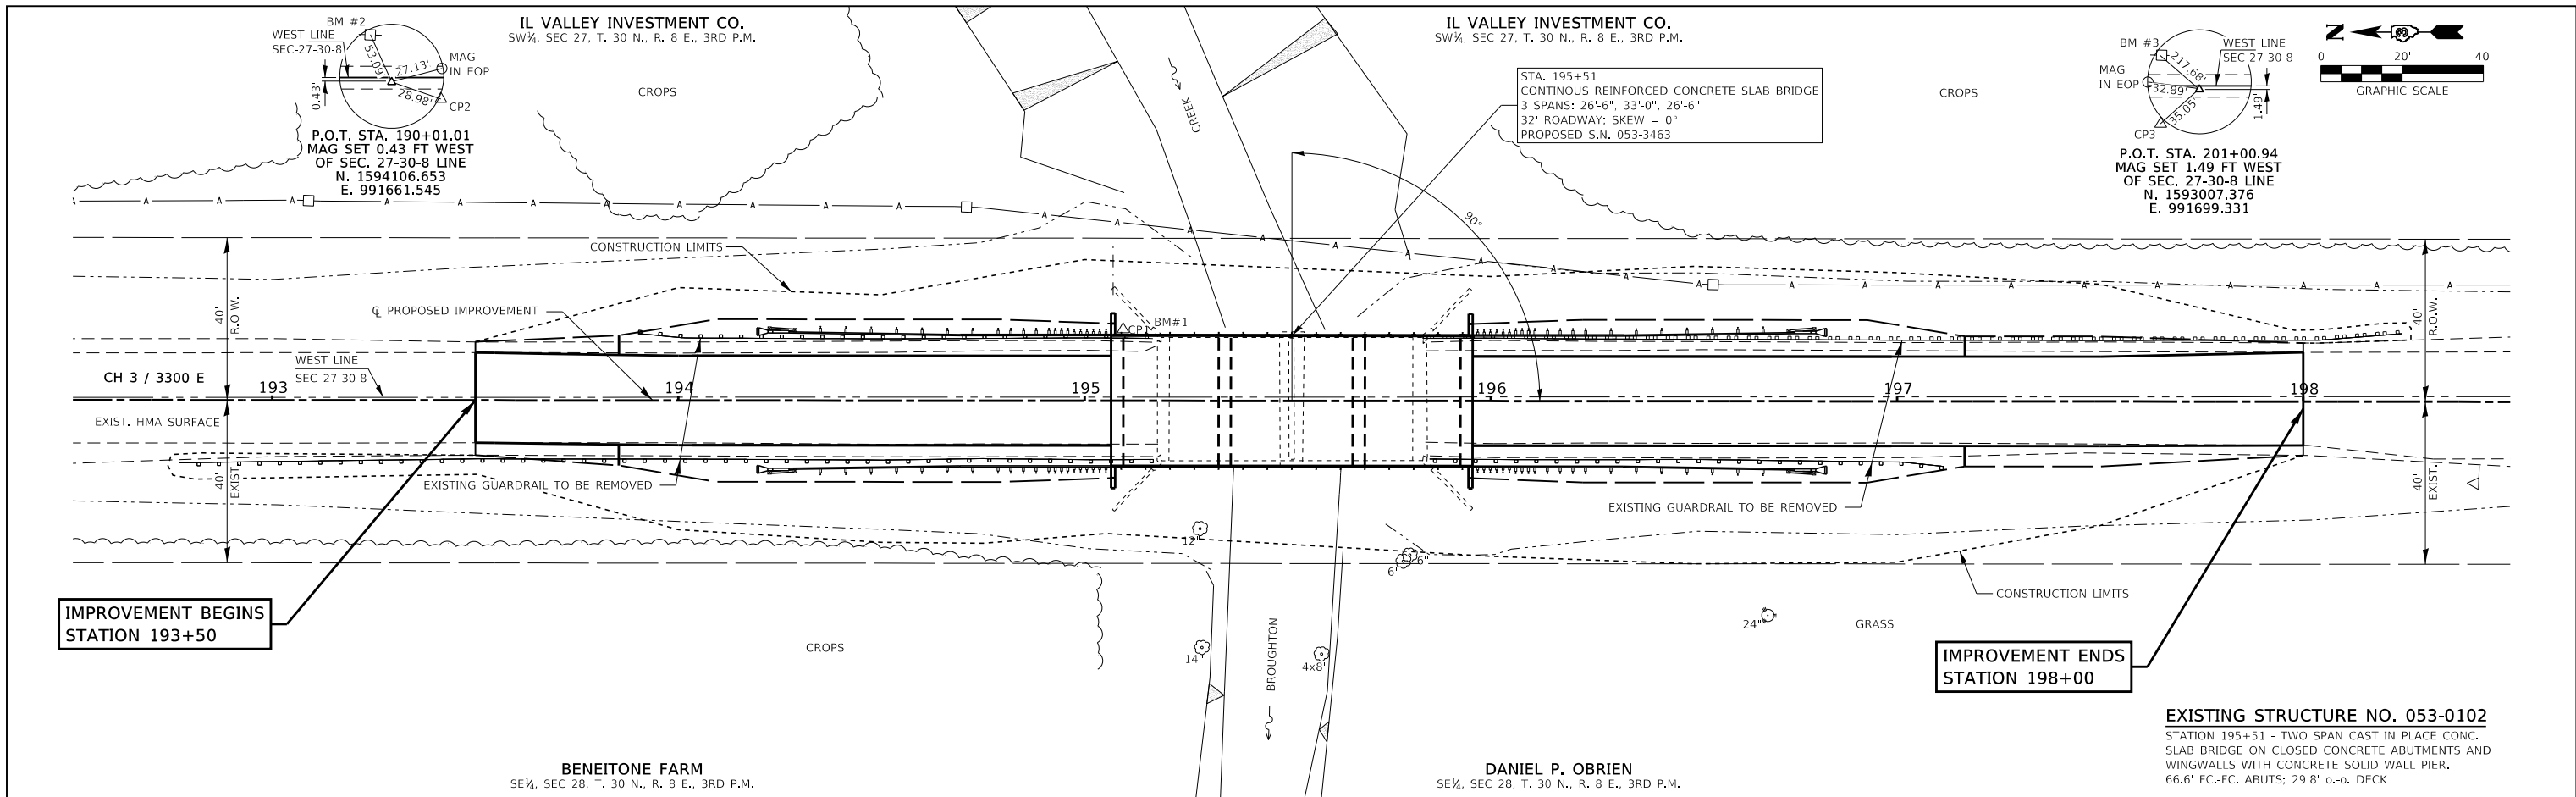 BM #2
WEST LINE
SEC-27-30-8
53.09'
27.13'
MAG
IN EOP
28.98'
CP2
0.43'
P.O.T. STA. 190+01.01
MAG SET 0.43 FT WEST
OF SEC. 27-30-8 LINE
N. 1594106.653
E. 991661.545
IL VALLEY INVESTMENT CO.
SW¼, SEC 27, T. 30 N., R. 8 E., 3RD P.M.
CROPS
CREEK
IL VALLEY INVESTMENT CO.
SW¼, SEC 27, T. 30 N., R. 8 E., 3RD P.M.
STA. 195+51
CONTINOUS REINFORCED CONCRETE SLAB BRIDGE
3 SPANS: 26'-6", 33'-0", 26'-6"
32' ROADWAY; SKEW = 0°
PROPOSED S.N. 053-3463
CROPS
BM #3
WEST LINE
SEC-27-30-8
MAG
IN EOP
217.68'
32.89'
35.05'
CP3
1.49'
P.O.T. STA. 201+00.94
MAG SET 1.49 FT WEST
OF SEC. 27-30-8 LINE
N. 1593007.376
E. 991699.331
N
0 20' 40'
GRAPHIC SCALE
A A A A A A A A A A A A A A A A A A A A A A A A A A A A A A A A
90°
CONSTRUCTION LIMITS
℄ PROPOSED IMPROVEMENT
40'
R.O.W.
40'
R.O.W.
CP1
BM#1
WEST LINE
SEC 27-30-8
CH 3 / 3300 E
193 194 195 196 197 198
EXIST. HMA SURFACE
40'
EXIST.
40'
EXIST.
EXISTING GUARDRAIL TO BE REMOVED
EXISTING GUARDRAIL TO BE REMOVED
12"
6"
6"
CONSTRUCTION LIMITS
IMPROVEMENT BEGINS
STATION 193+50
CROPS
14"
BROUGHTON
4x8"
24"
GRASS
IMPROVEMENT ENDS
STATION 198+00
BENEITONE FARM
SE¼, SEC 28, T. 30 N., R. 8 E., 3RD P.M.
DANIEL P. OBRIEN
SE¼, SEC 28, T. 30 N., R. 8 E., 3RD P.M.
EXISTING STRUCTURE NO. 053-0102
STATION 195+51 - TWO SPAN CAST IN PLACE CONC.
SLAB BRIDGE ON CLOSED CONCRETE ABUTMENTS AND
WINGWALLS WITH CONCRETE SOLID WALL PIER.
66.6' FC.-FC. ABUTS; 29.8' o.-o. DECK